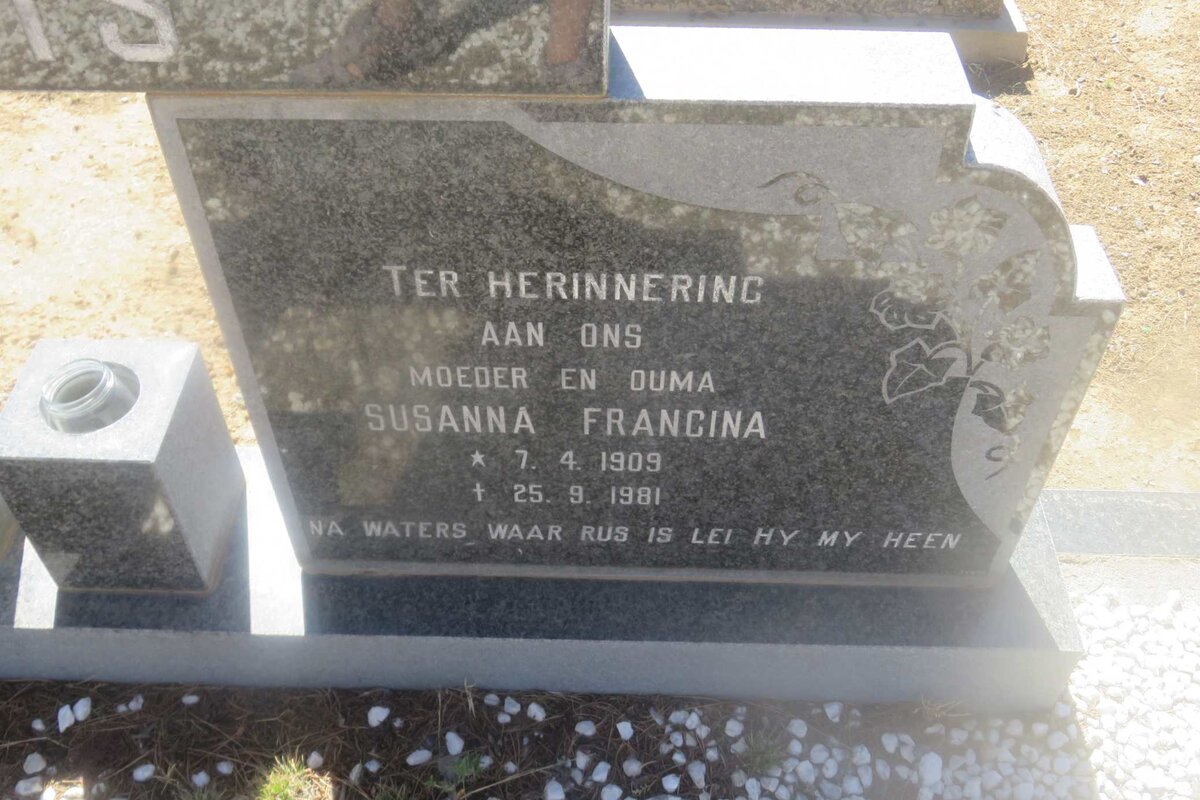 TER HERINNERING
AAN ONS
MOEDER EN OUMA
SUSANNA FRANCINA
* 7. 4. 1909
† 25. 9. 1981
NA WATERS WAAR RUS IS LEI HY MY HEEN